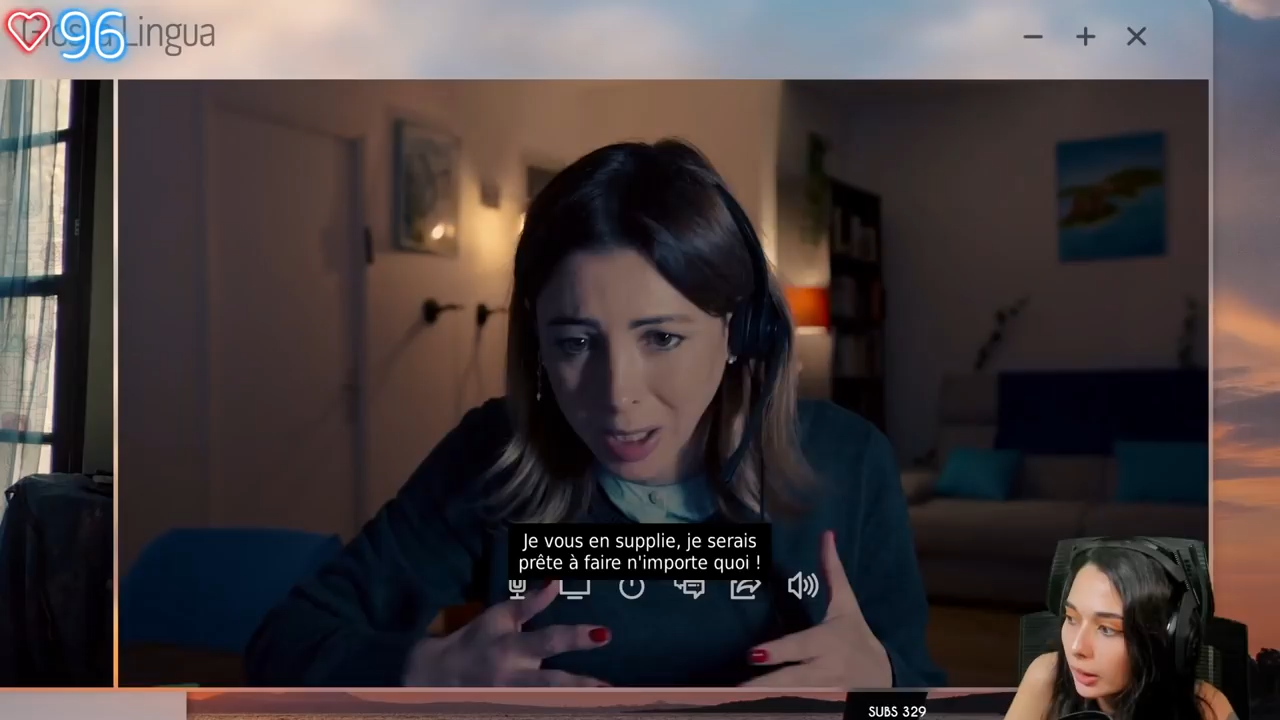 96
Lingua
Je vous en supplie, je serais
prête à faire n'importe quoi !
SUBS 329